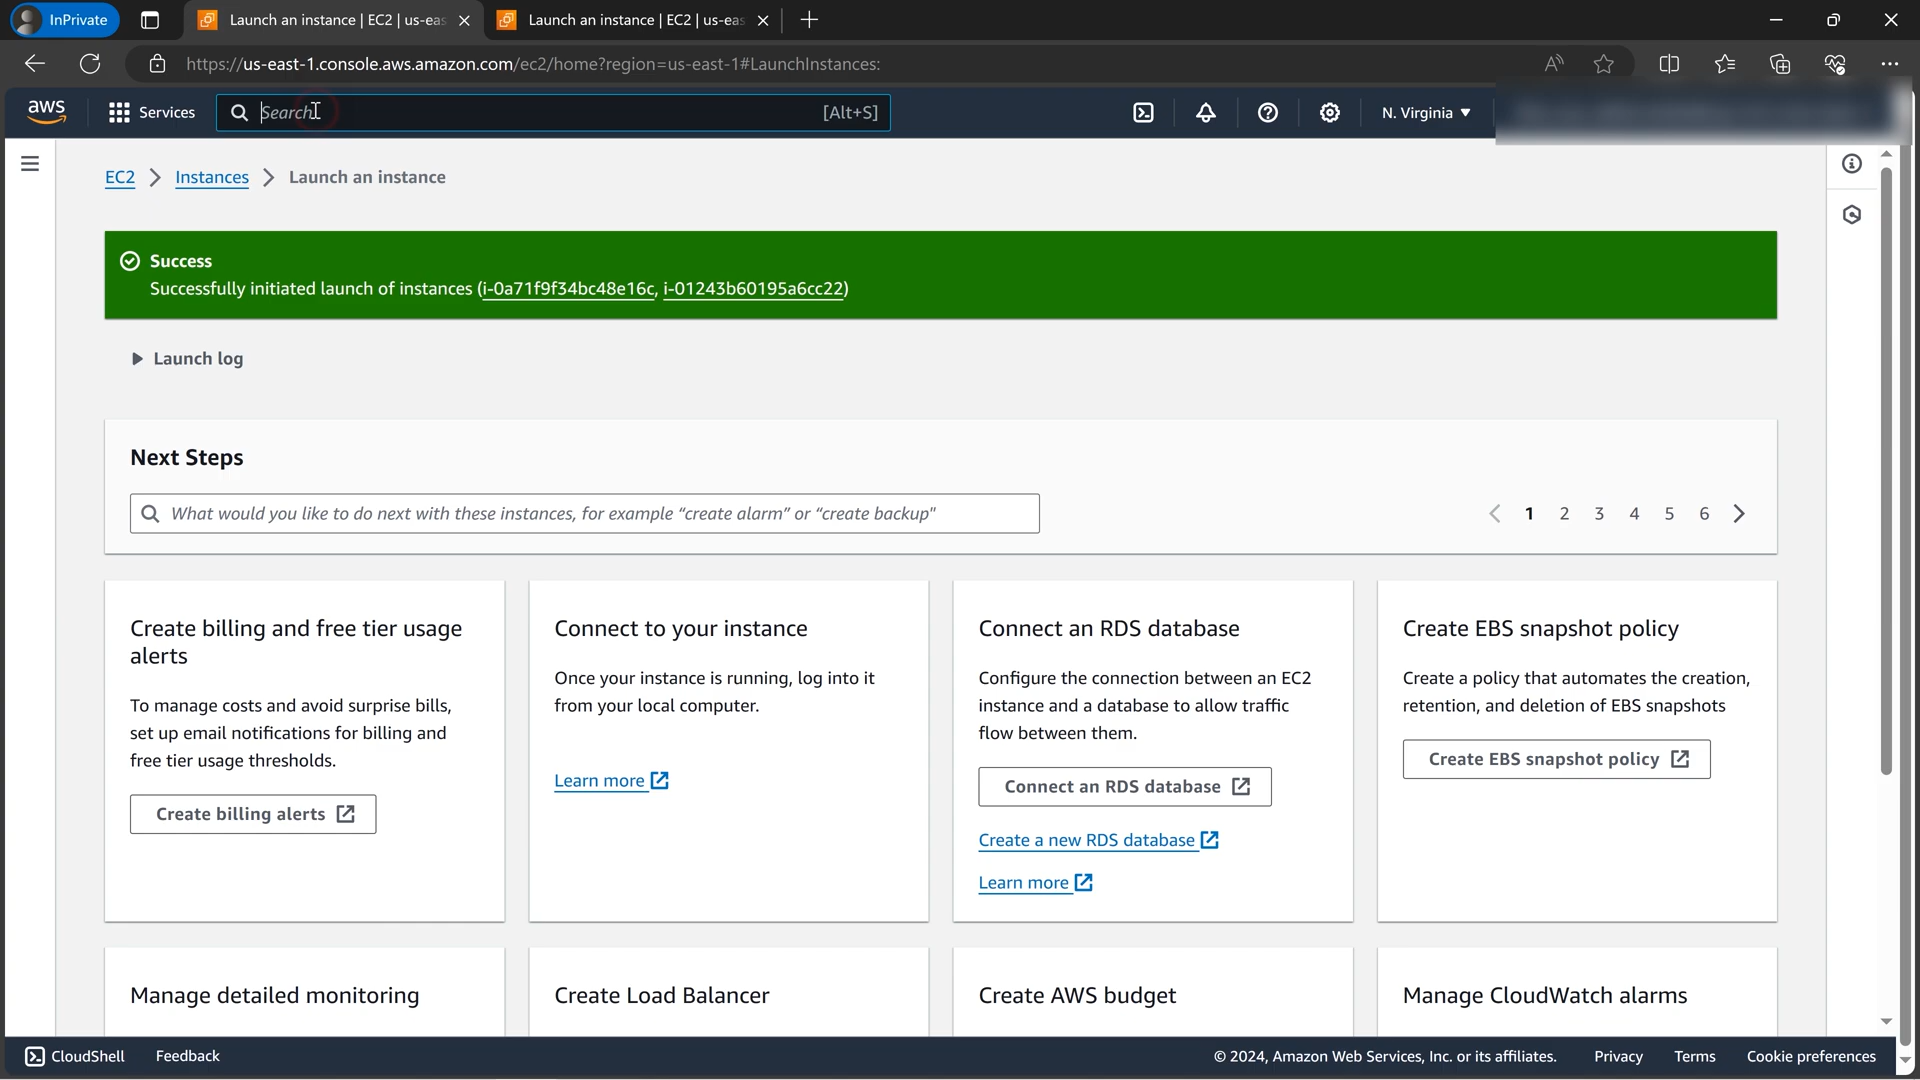 InPrivate
Launch an instance | EC2 | us-eas
Launch an instance | EC2 | us-eas
https://us-east-1.console.aws.amazon.com/ec2/home?region=us-east-1#LaunchInstances:
aws
Services
Search
[Alt+S]
N. Virginia
EC2 > Instances > Launch an instance
Success
Successfully initiated launch of instances (i-0a71f9f34bc48e16c, i-01243b60195a6cc22)
Launch log
Next Steps
What would you like to do next with these instances, for example “create alarm” or “create backup”
1 2 3 4 5 6
Create billing and free tier usage
alerts
To manage costs and avoid surprise bills,
set up email notifications for billing and
free tier usage thresholds.
Create billing alerts
Connect to your instance
Once your instance is running, log into it
from your local computer.
Learn more
Connect an RDS database
Configure the connection between an EC2
instance and a database to allow traffic
flow between them.
Connect an RDS database
Create a new RDS database
Learn more
Create EBS snapshot policy
Create a policy that automates the creation,
retention, and deletion of EBS snapshots
Create EBS snapshot policy
Manage detailed monitoring
Create Load Balancer
Create AWS budget
Manage CloudWatch alarms
CloudShell
Feedback
© 2024, Amazon Web Services, Inc. or its affiliates.
Privacy
Terms
Cookie preferences